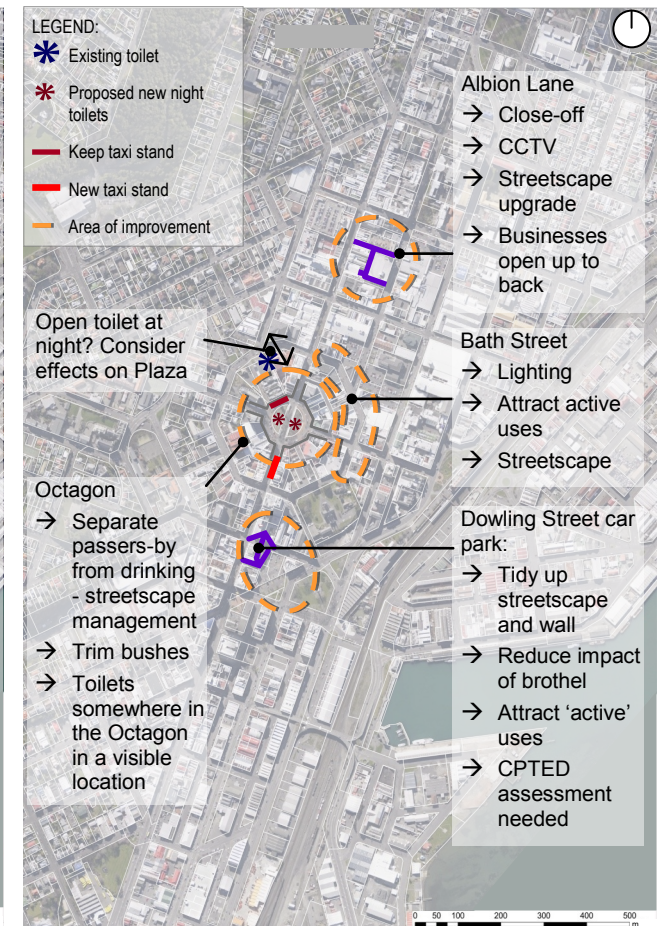 LEGEND:
Existing toilet
Proposed new night
toilets
Keep taxi stand
New taxi stand
Area of improvement
Albion Lane
→ Close-off
→ CCTV
→ Streetscape
upgrade
→ Businesses
open up to
back
Open toilet at
night? Consider
effects on Plaza
Bath Street
→ Lighting
→ Attract active
uses
→ Streetscape
Octagon
→ Separate
passers-by
from drinking
- streetscape
management
→ Trim bushes
→ Toilets
somewhere in
the Octagon
in a visible
location
Dowling Street car
park:
→ Tidy up
streetscape
and wall
→ Reduce impact
of brothel
→ Attract ‘active’
uses
→ CPTED
assessment
needed
0 50 100 200 300 400 500
m